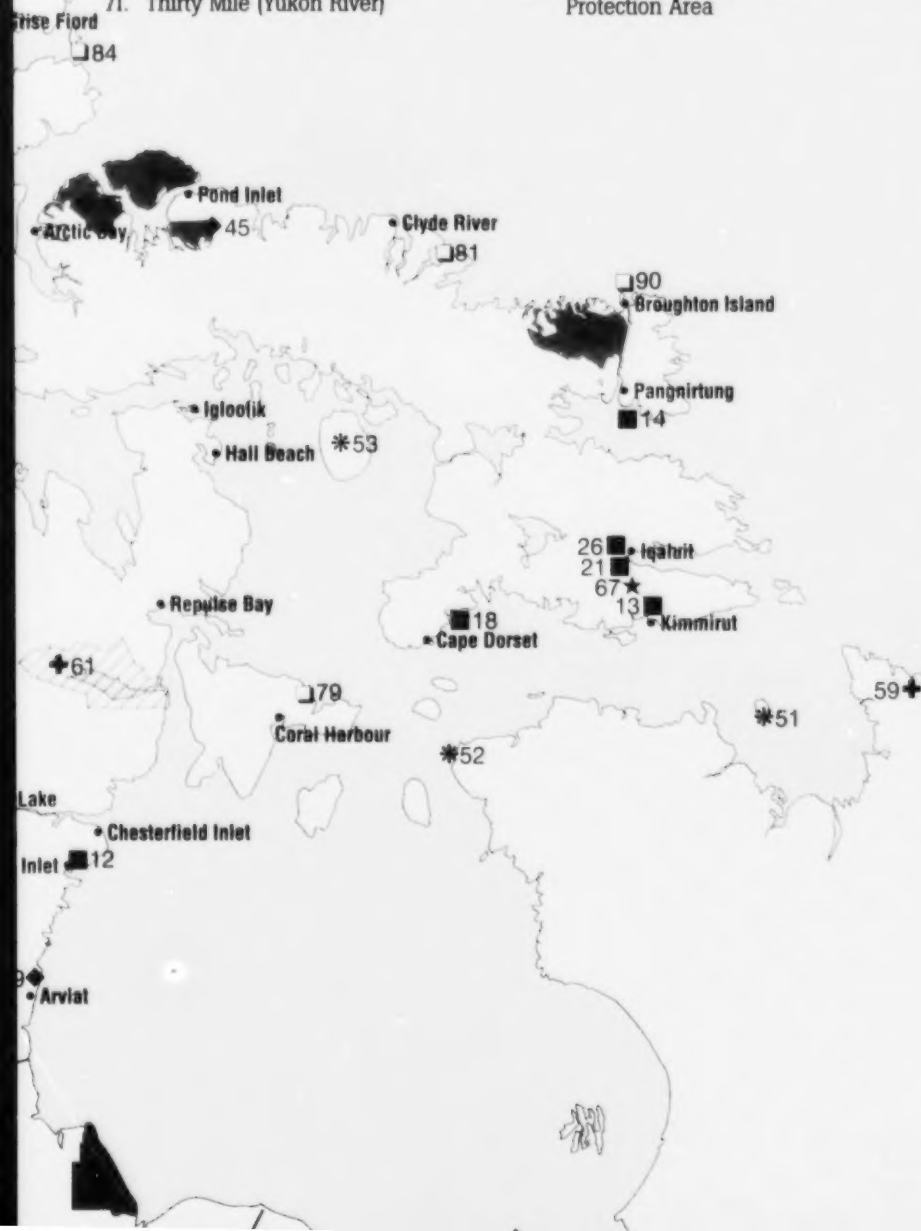 71. Thirty Mile (Yukon River)
Protection Area
Grise Fiord
84
Pond Inlet
Arctic Bay
45
Clyde River
81
90
Broughton Island
Pangnirtung
14
Igloolik
53
Hall Beach
26
Iqahrit
21
67
13
Kimmirut
Repulse Bay
18
Cape Dorset
61
79
59
51
Coral Harbour
52
Lake
Chesterfield Inlet
Inlet
12
9
Arviat